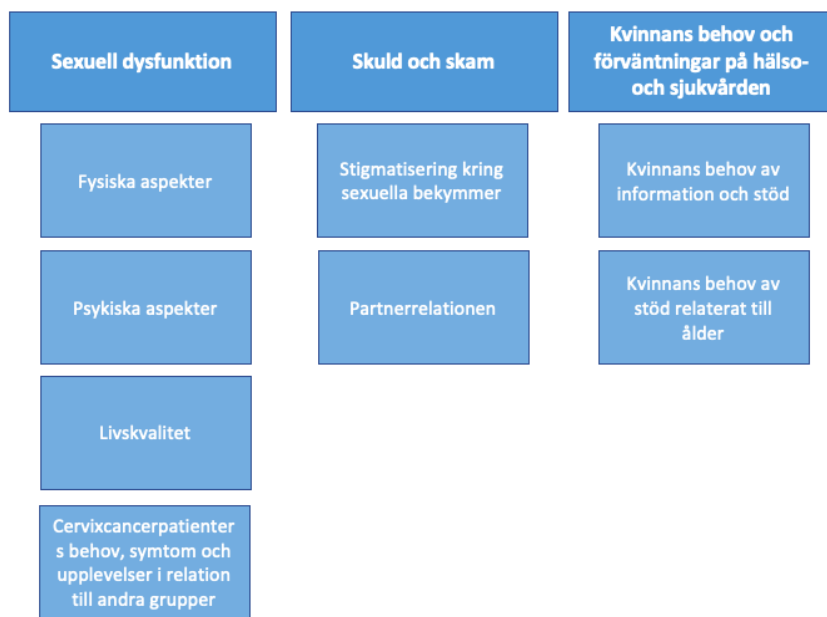 Sexuell dysfunktion
Fysiska aspekter
Psykiska aspekter
Livskvalitet
Cervixcancerpatienter
s behov, symtom och
upplevelser i relation
till andra grupper
Skuld och skam
Stigmatisering kring
sexuella bekymmer
Partnerrelationen
Kvinnans behov och
förväntningar på hälso-
och sjukvården
Kvinnans behov av
information och stöd
Kvinnans behov av
stöd relaterat till
ålder